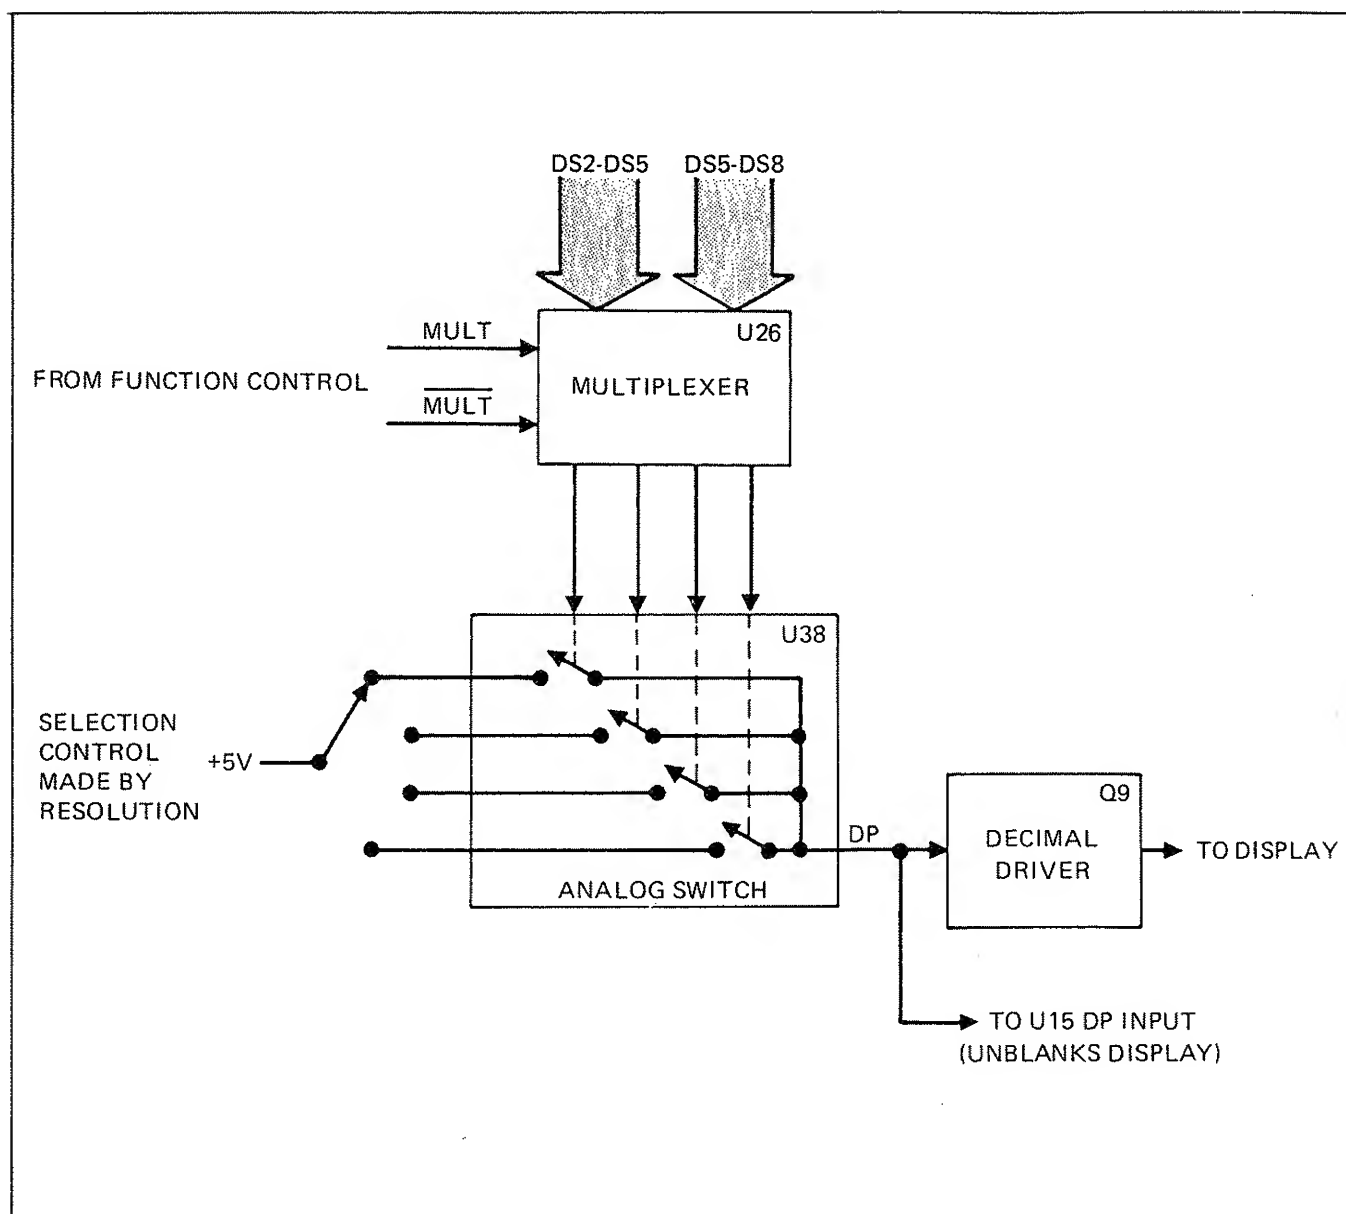 DS2-DS5 DS5-DS8
U26
MULT
FROM FUNCTION CONTROL
MULTIPLEXER
MULT
U38
SELECTION
CONTROL
MADE BY
RESOLUTION
+5V
Q9
DP
DECIMAL
DRIVER
TO DISPLAY
ANALOG SWITCH
TO U15 DP INPUT
(UNBLANKS DISPLAY)